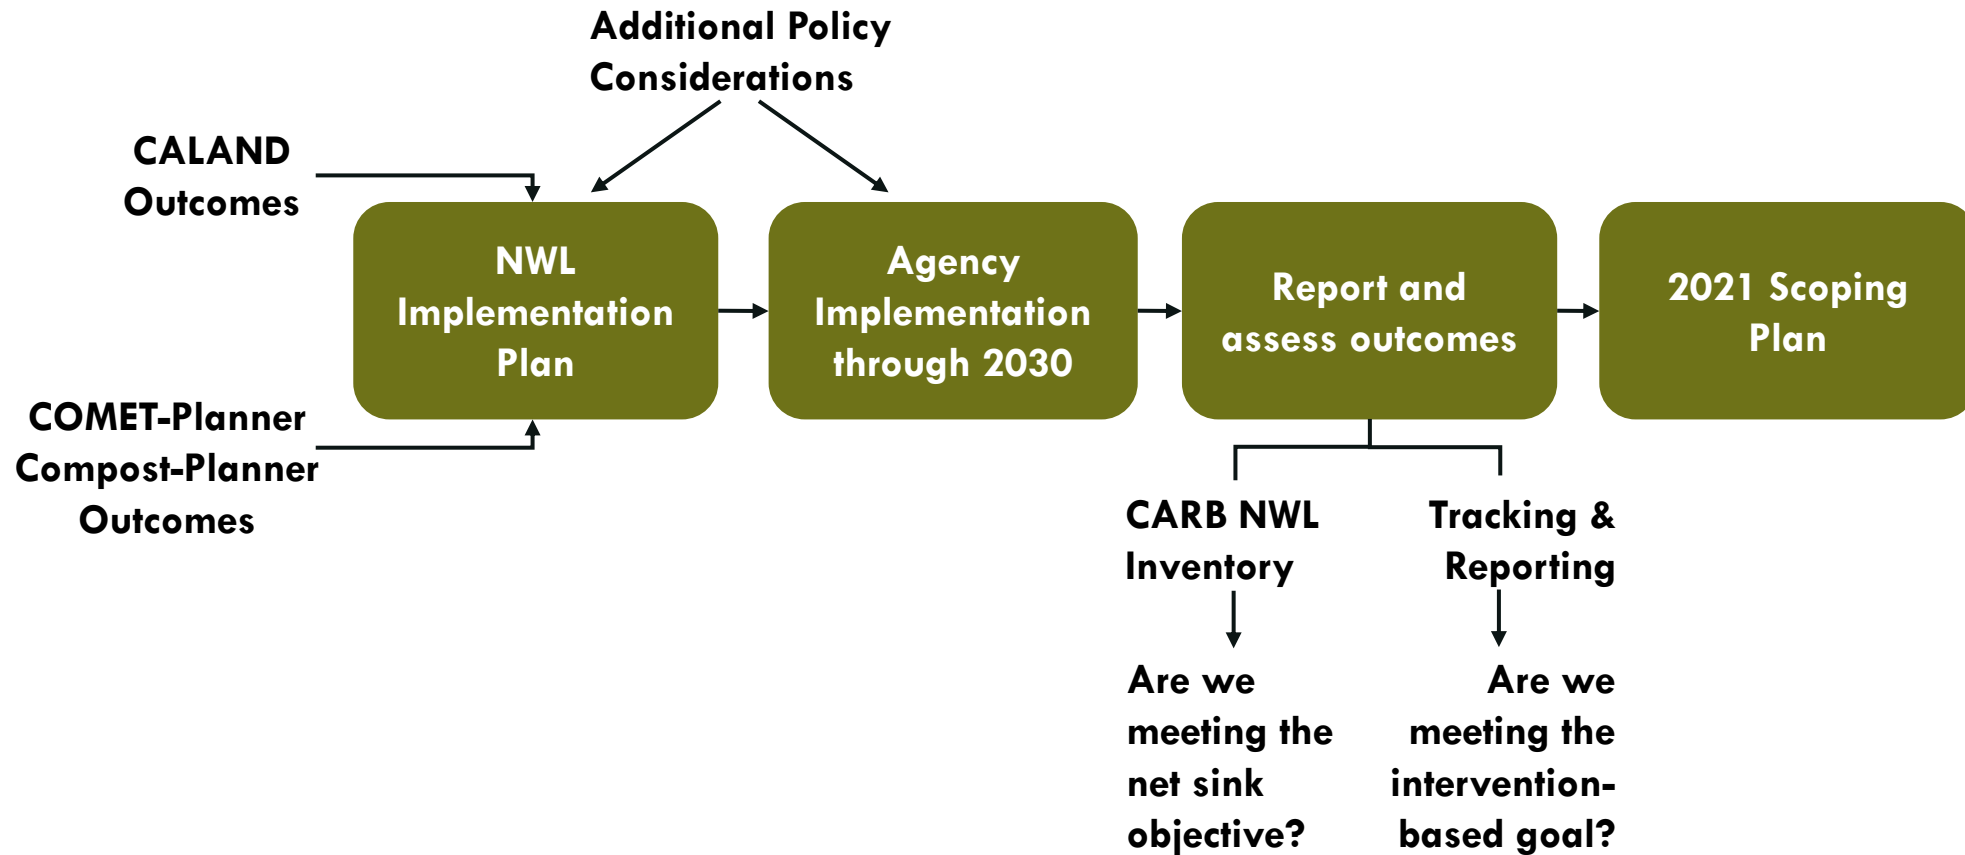 Additional Policy
Considerations
CALAND
Outcomes
COMET-Planner
Compost-Planner
Outcomes
NWL
Implementation
Plan
Agency
Implementation
through 2030
Report and
assess outcomes
2021 Scoping
Plan
CARB NWL
Inventory
Tracking &
Reporting
Are we
meeting the
net sink
objective?
Are we
meeting the
intervention-
based goal?